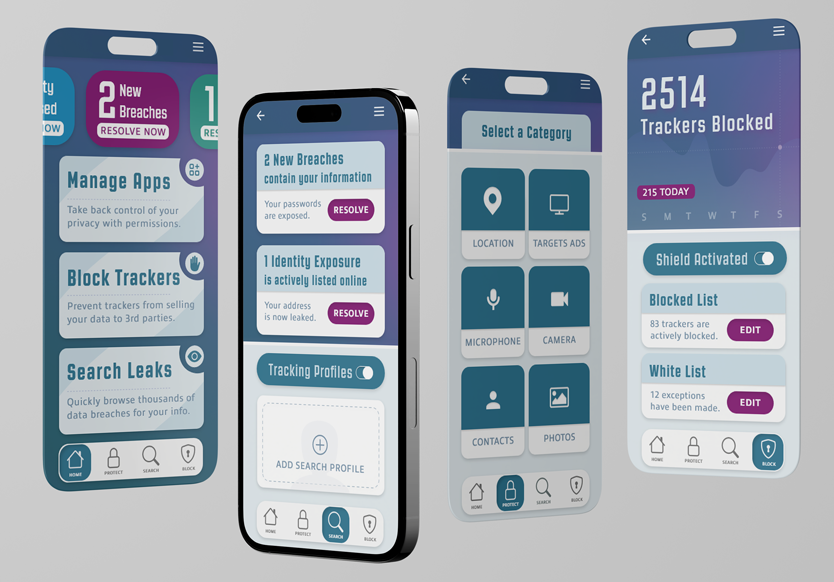 ty
ed
NOW
2 New
Breaches
RESOLVE NOW
1
RES
Manage Apps
Take back control of your
privacy with permissions.
Block Trackers
Prevent trackers from selling
your data to 3rd parties.
Search Leaks
Quickly browse thousands of
data breaches for your info.
HOME
PROTECT
SEARCH
BLOCK
2 New Breaches
contain your information
Your passwords
are exposed.
RESOLVE
1 Identity Exposure
is actively listed online
Your address
is now leaked.
RESOLVE
Tracking Profiles
ADD SEARCH PROFILE
HOME
PROTECT
SEARCH
BLOCK
Select a Category
LOCATION
TARGETS ADS
MICROPHONE
CAMERA
CONTACTS
PHOTOS
HOME
PROTECT
SEARCH
BLOCK
2514
Trackers Blocked
215 TODAY
S M T W T F S
Shield Activated
Blocked List
83 trackers are
actively blocked.
EDIT
White List
12 exceptions
have been made.
EDIT
HOME
PROTECT
SEARCH
BLOCK